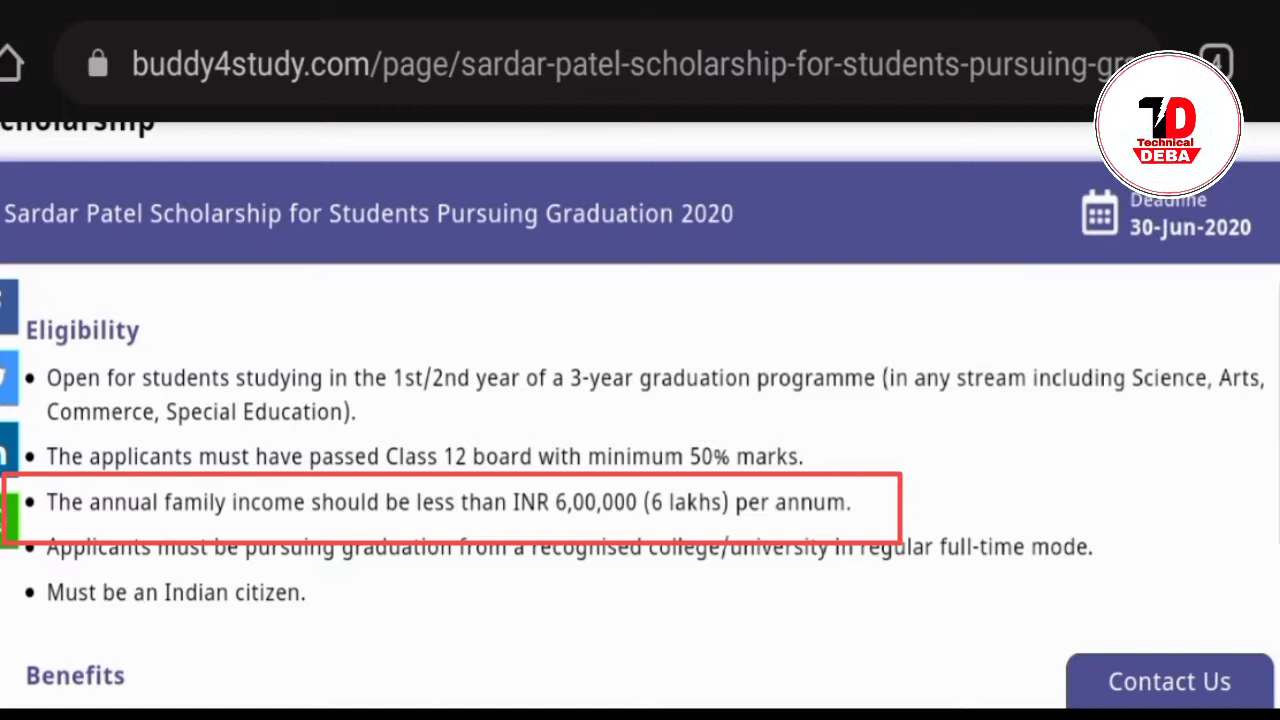 buddy4study.com/page/sardar-patel-scholarship-for-students-pursuing-gra
4
TD
Technical
DEBA
cholarship
Sardar Patel Scholarship for Students Pursuing Graduation 2020
Deadline
30-Jun-2020
Eligibility
• Open for students studying in the 1st/2nd year of a 3-year graduation programme (in any stream including Science, Arts,
Commerce, Special Education).
• The applicants must have passed Class 12 board with minimum 50% marks.
• The annual family income should be less than INR 6,00,000 (6 lakhs) per annum.
• Applicants must be pursuing graduation from a recognised college/university in regular full-time mode.
• Must be an Indian citizen.
Benefits
Contact Us